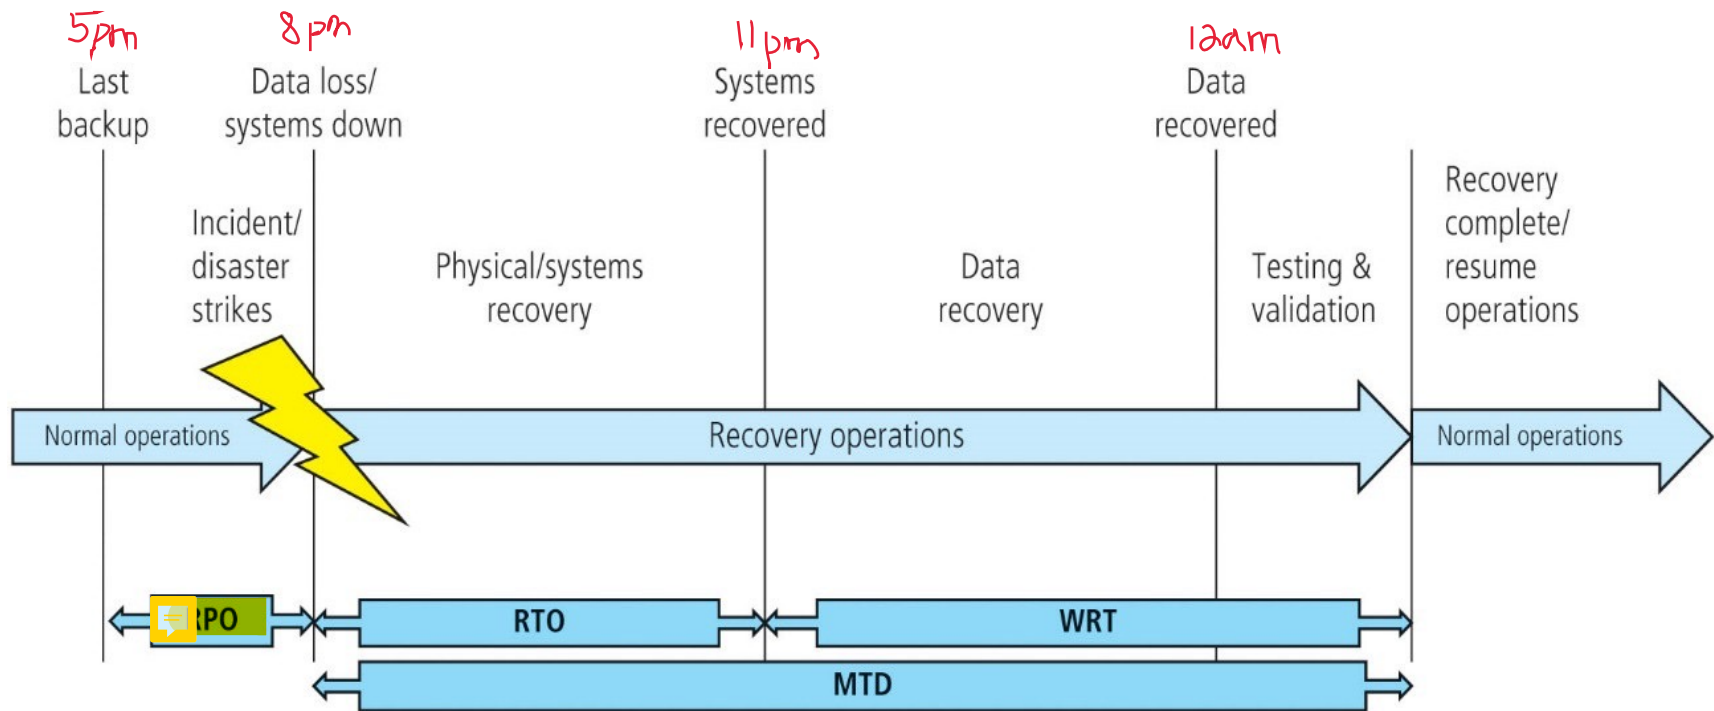 5pm
8pm
11pm
12am
Last
backup
Data loss/
systems down
Systems
recovered
Data
recovered
Incident/
disaster
strikes
Physical/systems
recovery
Data
recovery
Testing &
validation
Recovery
complete/
resume
operations
Normal operations
Recovery operations
Normal operations
RPO
RTO
WRT
MTD